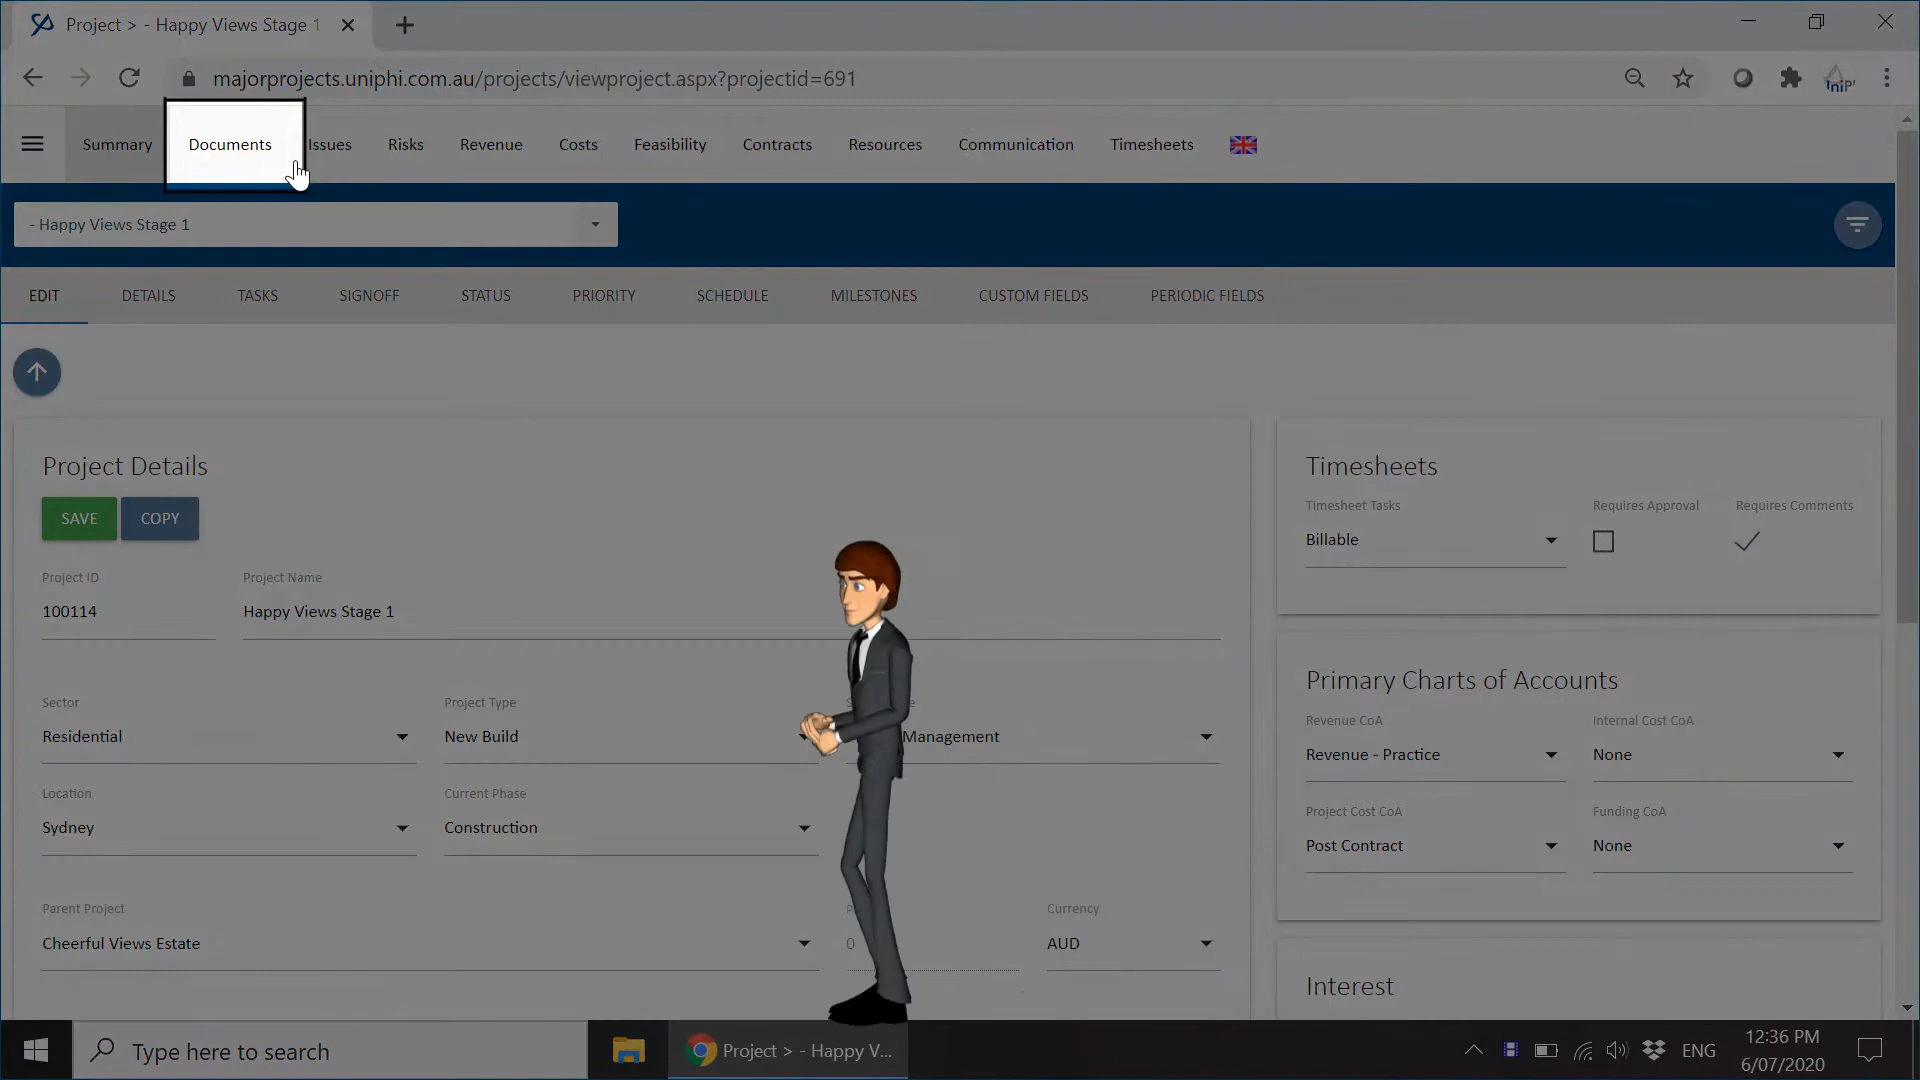 Project > - Happy Views Stage 1
majorprojects.uniphi.com.au/projects/viewproject.aspx?projectid=691
Summary
Documents
Issues
Risks
Revenue
Costs
Feasibility
Contracts
Resources
Communication
Timesheets
- Happy Views Stage 1
EDIT
DETAILS
TASKS
SIGNOFF
STATUS
PRIORITY
SCHEDULE
MILESTONES
CUSTOM FIELDS
PERIODIC FIELDS
Project Details
SAVE
COPY
Project ID
Project Name
100114
Happy Views Stage 1
Sector
Project Type
Residential
New Build
Management
Location
Current Phase
Sydney
Construction
Parent Project
Currency
Cheerful Views Estate
0
AUD
Timesheets
Timesheet Tasks
Requires Approval
Requires Comments
Billable
Primary Charts of Accounts
Revenue CoA
Internal Cost CoA
Revenue - Practice
None
Project Cost CoA
Funding CoA
Post Contract
None
Interest
Type here to search
Project > - Happy V...
ENG
12:36 PM
6/07/2020